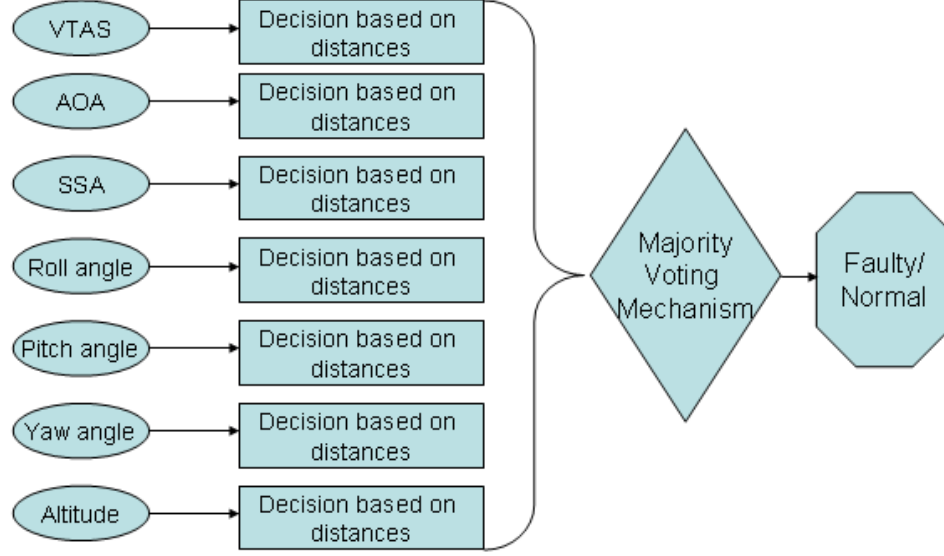 VTAS
Decision based on
distances
AOA
Decision based on
distances
SSA
Decision based on
distances
Roll angle
Decision based on
distances
Pitch angle
Decision based on
distances
Yaw angle
Decision based on
distances
Altitude
Decision based on
distances
Majority
Voting
Mechanism
Faulty/
Normal